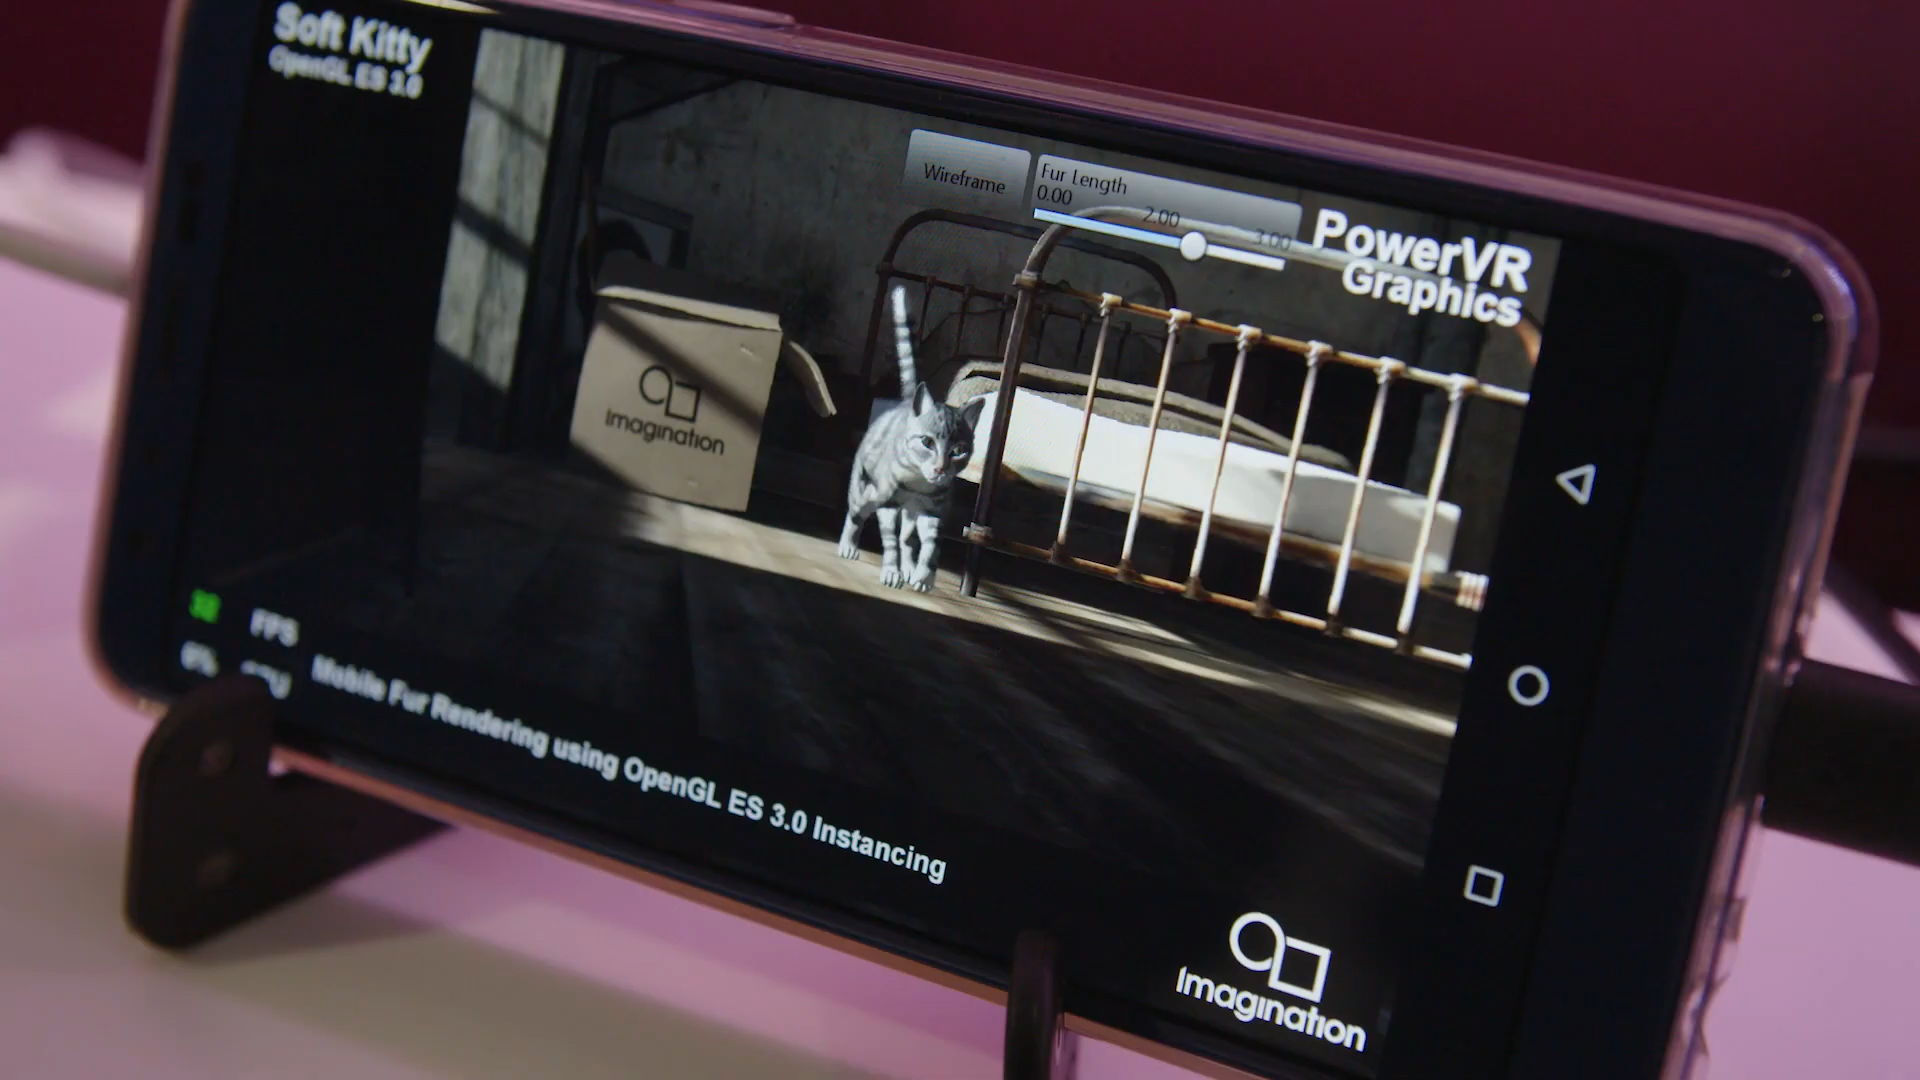 Soft Kitty
OpenGL ES 3.0
Wireframe
Fur Length
0.00
2.00
3.00
PowerVR
Graphics
imagination
FPS
Mobile Fur Rendering using OpenGL ES 3.0 Instancing
imagination